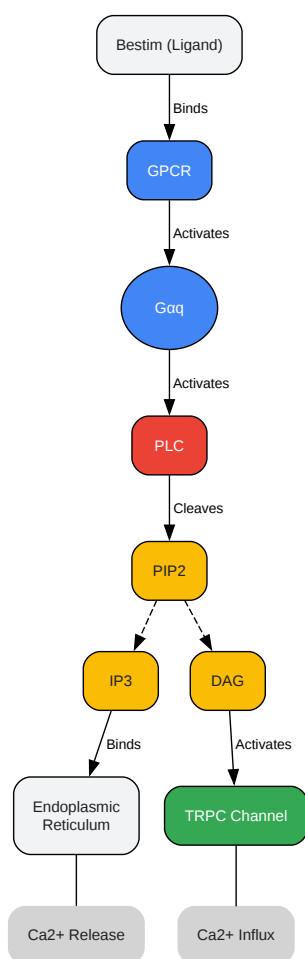 Bestim (Ligand)
Binds
GPCR
Activates
Gαq
Activates
PLC
Cleaves
PIP2
IP3
DAG
Binds
Activates
Endoplasmic
Reticulum
TRPC Channel
Ca2+ Release
Ca2+ Influx